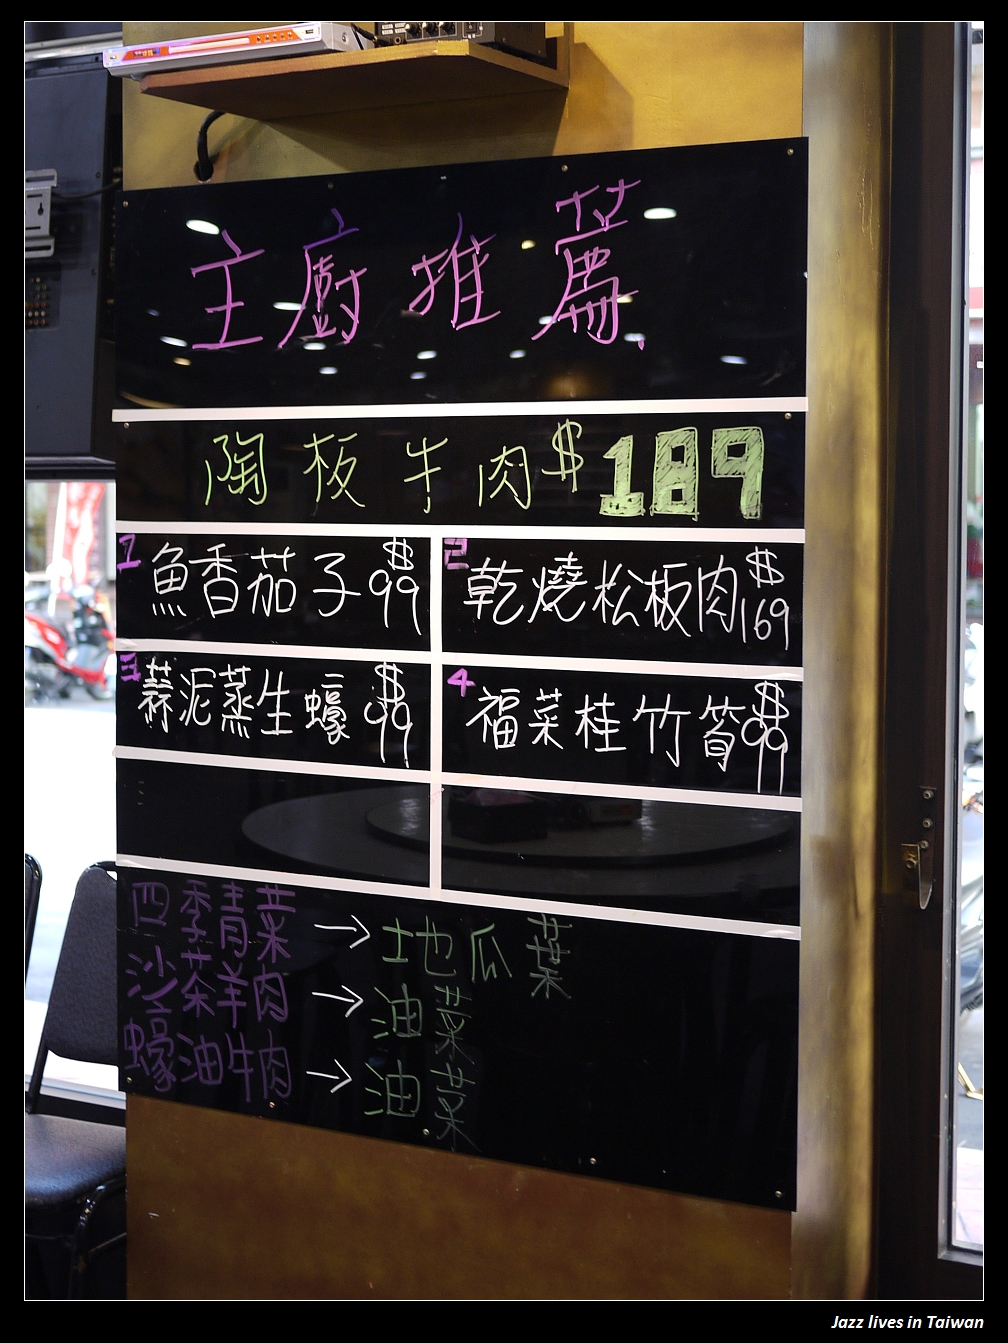 主廚推薦
陶板牛肉$189
1 魚香茄子$99
2 乾燒松板肉$169
3 蒜泥蒸生蠔$99
4 福菜桂竹筍$99
四季青菜→地瓜葉
沙茶羊肉→油菜
蠔油牛肉→油菜
Jazz lives in Taiwan